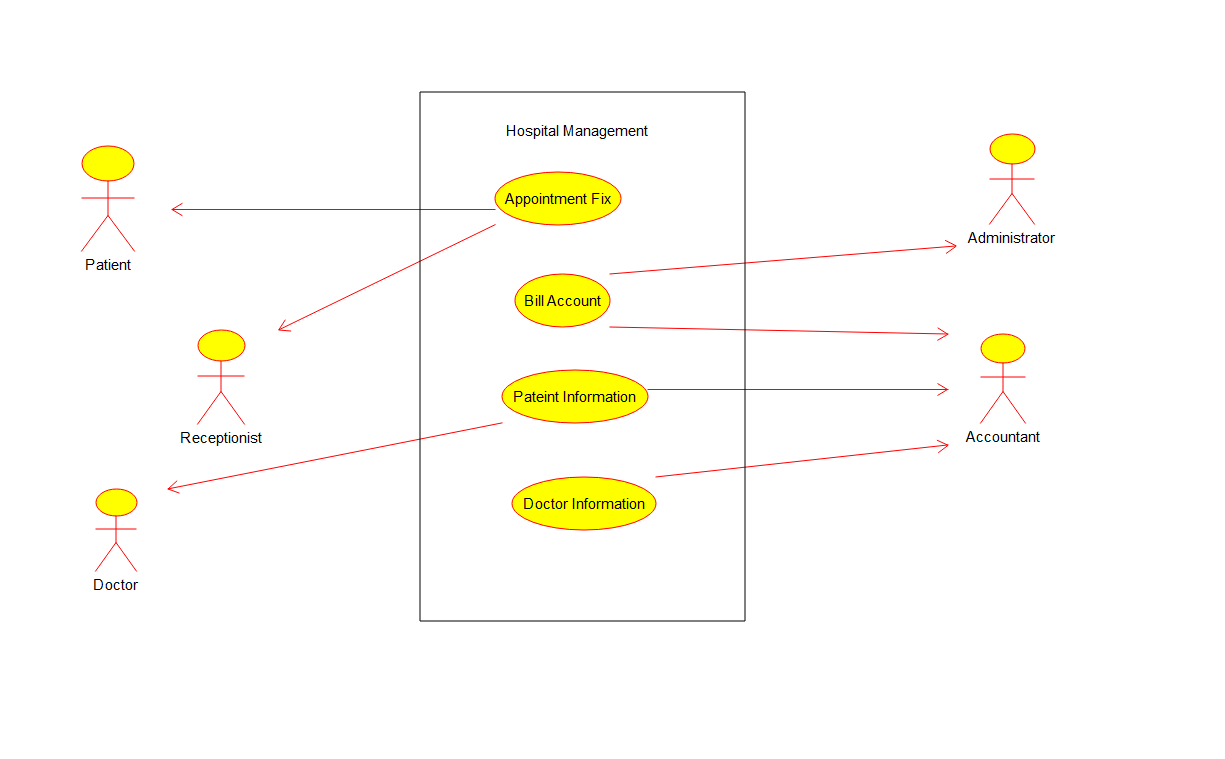 Hospital Management
Patient
Receptionist
Doctor
Appointment Fix
Bill Account
Pateint Information
Doctor Information
Administrator
Accountant